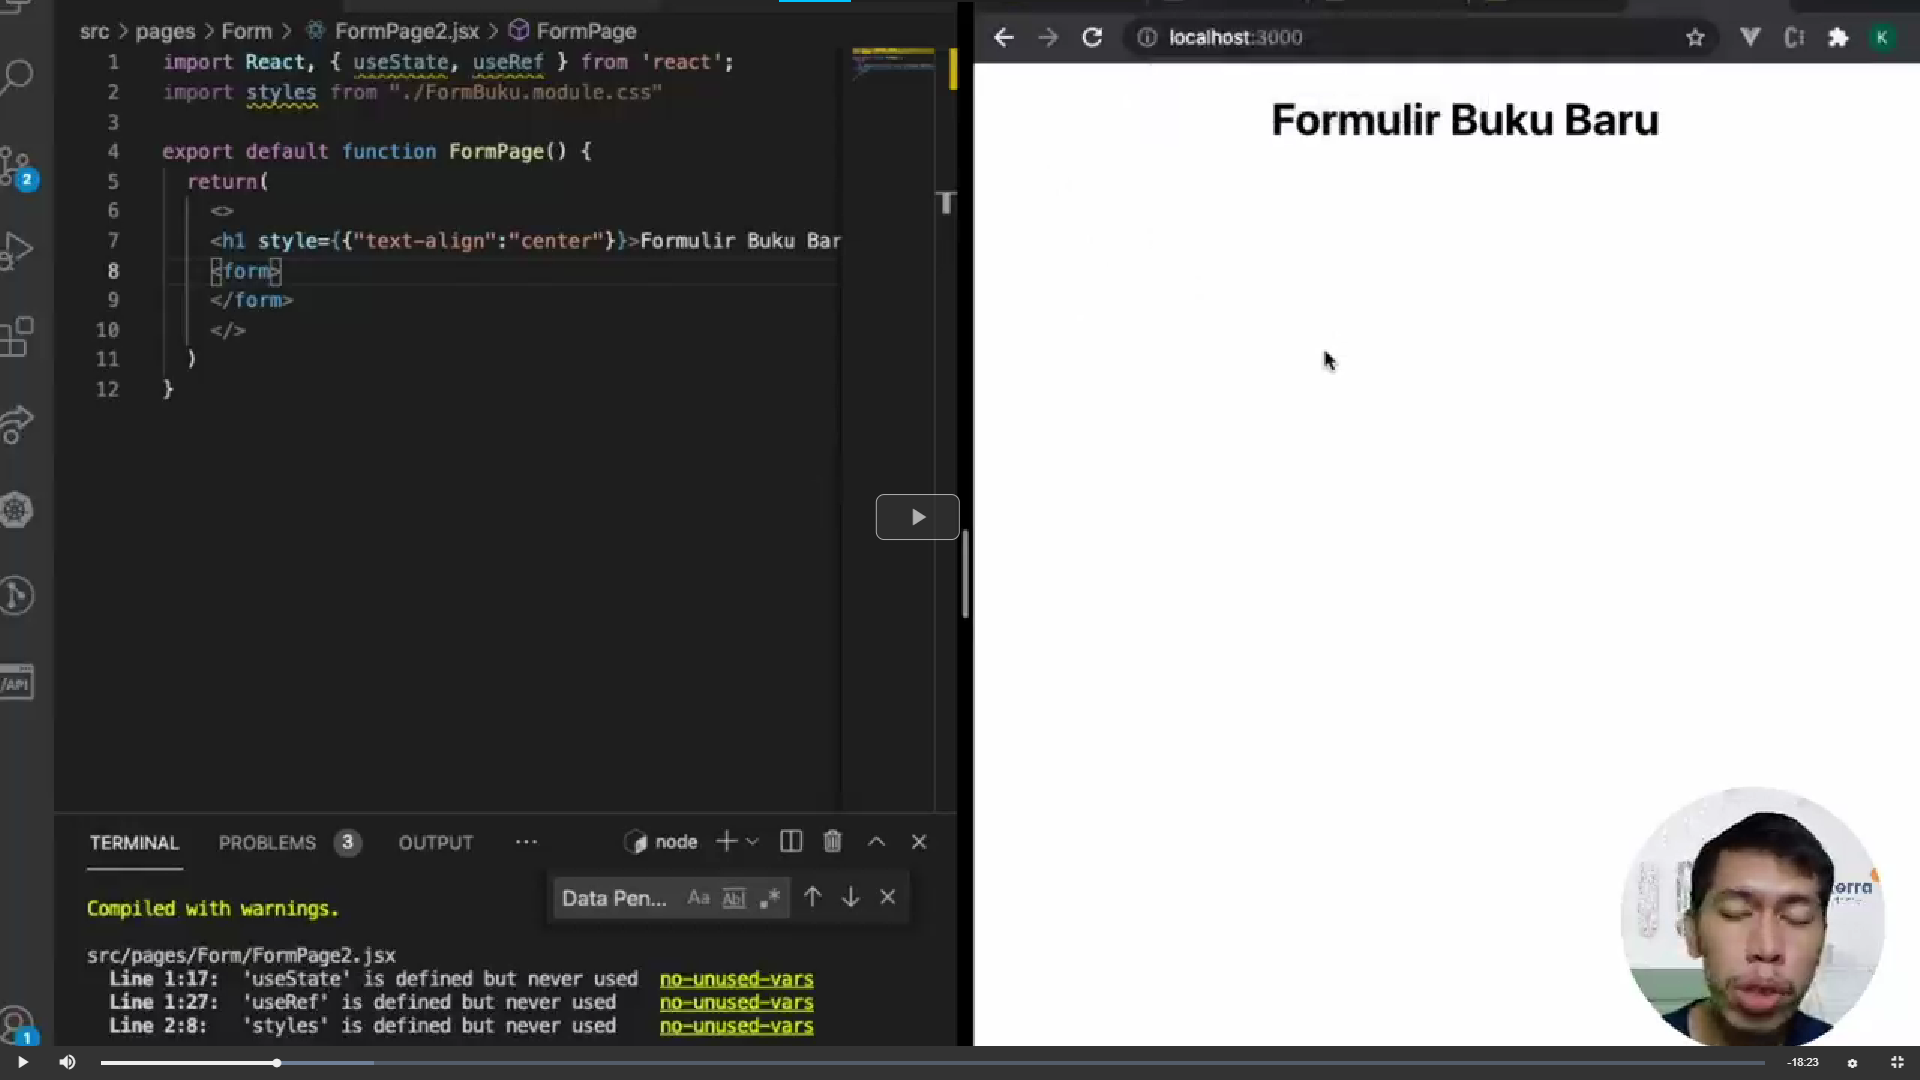 src > pages > Form > FormPage2.jsx > FormPage
1 import React, { useState, useRef } from 'react';
2 import styles from "./FormBuku.module.css"
3
4 export default function FormPage() {
5 return(
6 <>
7 <h1 style={{"text-align":"center"}}>Formulir Buku Bar
8 <form>
9 </form>
10 </>
11 )
12 }
2
/API
1
T
TERMINAL PROBLEMS 3 OUTPUT ... node
Data Pen... Aa Abl .*
Compiled with warnings.
src/pages/Form/FormPage2.jsx
Line 1:17: 'useState' is defined but never used no-unused-vars
Line 1:27: 'useRef' is defined but never used no-unused-vars
Line 2:8: 'styles' is defined but never used no-unused-vars
localhost:3000
K
Formulir Buku Baru
-18:23